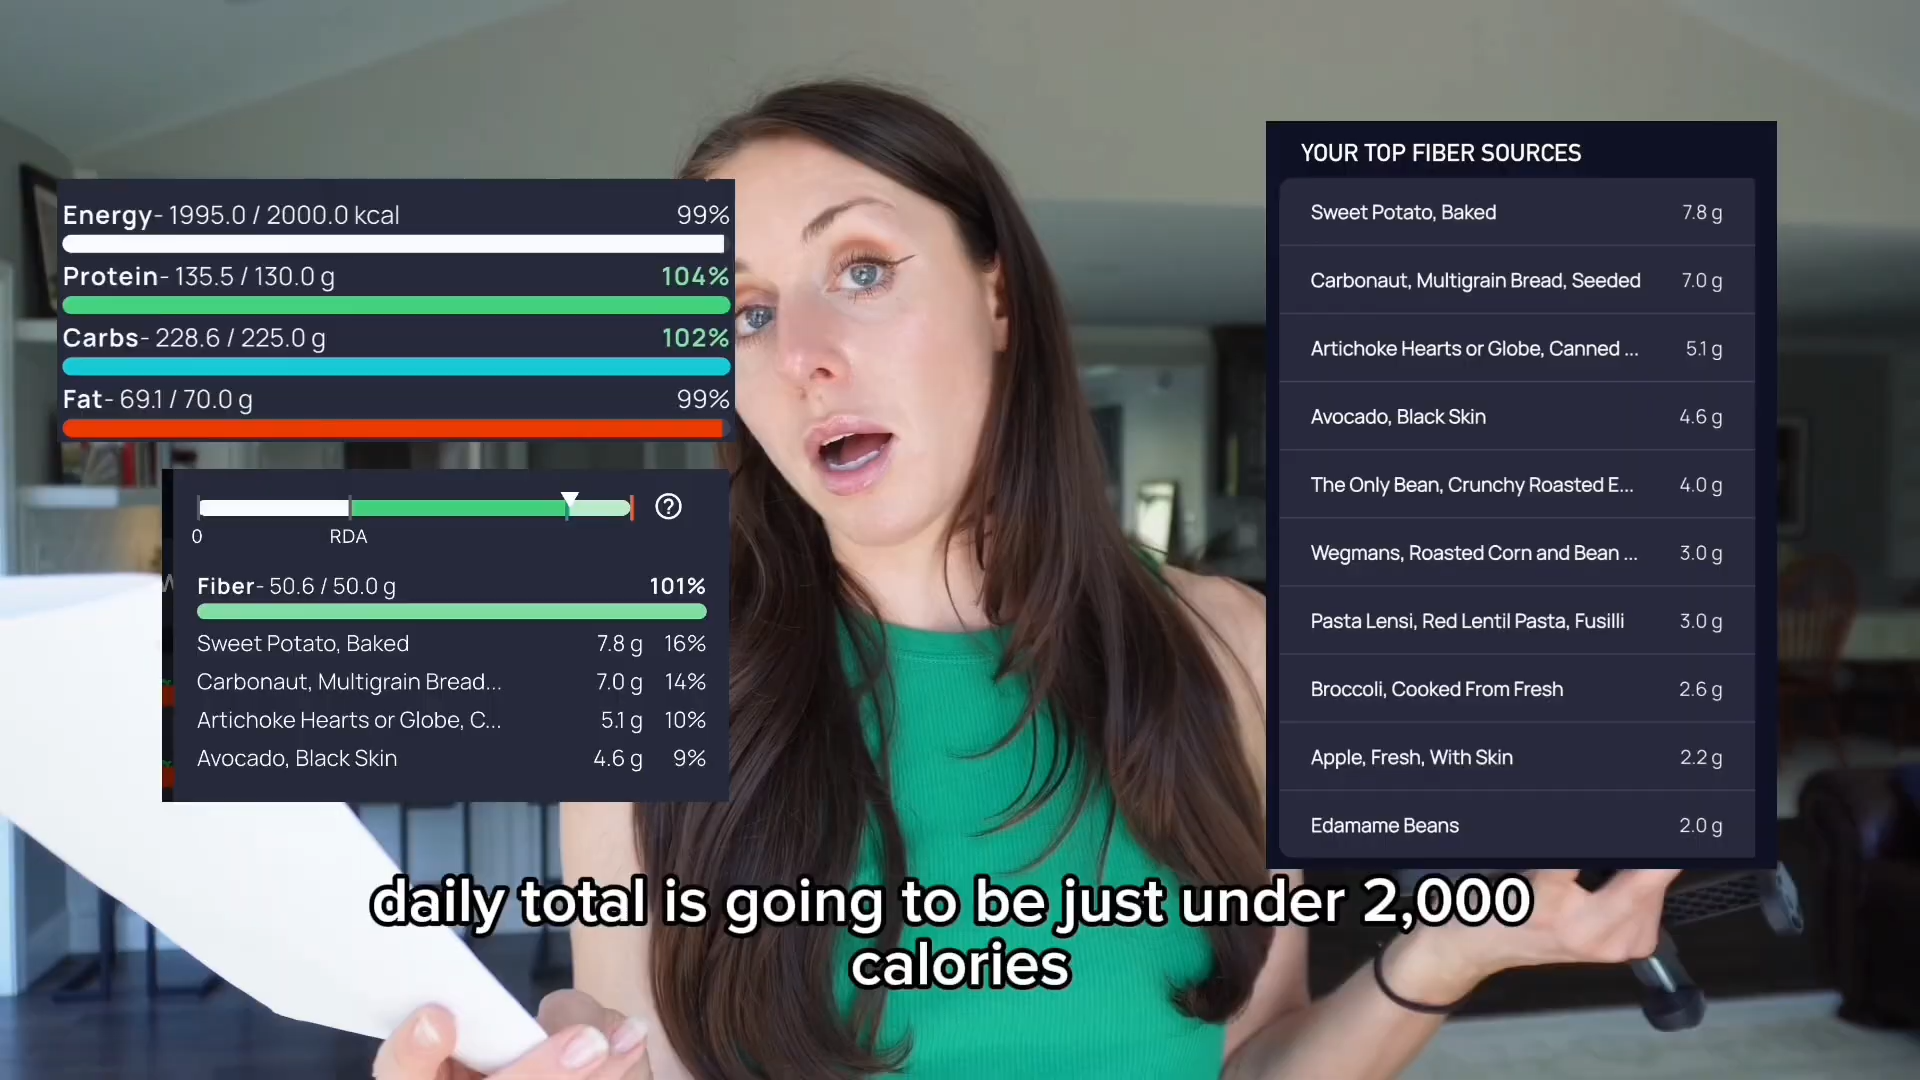 Energy- 1995.0 / 2000.0 kcal 99%
Protein- 135.5 / 130.0 g 104%
Carbs- 228.6 / 225.0 g 102%
Fat- 69.1 / 70.0 g 99%
?
0 RDA
Fiber- 50.6 / 50.0 g 101%
Sweet Potato, Baked 7.8 g 16%
Carbonaut, Multigrain Bread... 7.0 g 14%
Artichoke Hearts or Globe, C... 5.1 g 10%
Avocado, Black Skin 4.6 g 9%
YOUR TOP FIBER SOURCES
Sweet Potato, Baked 7.8 g
Carbonaut, Multigrain Bread, Seeded 7.0 g
Artichoke Hearts or Globe, Canned ... 5.1 g
Avocado, Black Skin 4.6 g
The Only Bean, Crunchy Roasted E... 4.0 g
Wegmans, Roasted Corn and Bean ... 3.0 g
Pasta Lensi, Red Lentil Pasta, Fusilli 3.0 g
Broccoli, Cooked From Fresh 2.6 g
Apple, Fresh, With Skin 2.2 g
Edamame Beans 2.0 g
daily total is going to be just under 2,000
calories